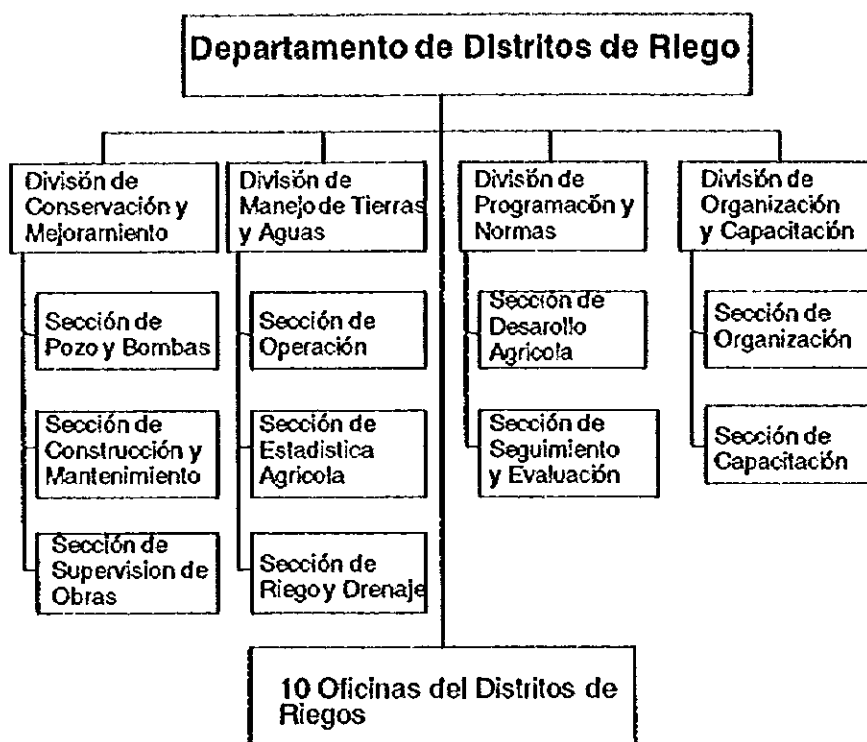 Departamento de Distritos de Riego
Divisón de
Conservación y
Mejoramiento
Sección de
Pozo y Bombas
Sección de
Construcción y
Mantenimiento
Sección de
Supervision de
Obras
División de
Manejo de Tierras
y Aguas
Sección de
Operación
Sección de
Estadistica
Agricola
Sección de
Riego y Drenaje
División de
Programacón y
Normas
Sección de
Desarollo
Agricola
Sección de
Seguimiento
y Evaluación
División de
Organización
y Capacitación
Sección de
Organización
Sección de
Capacitación
10 Oficinas del Distritos de
Riegos